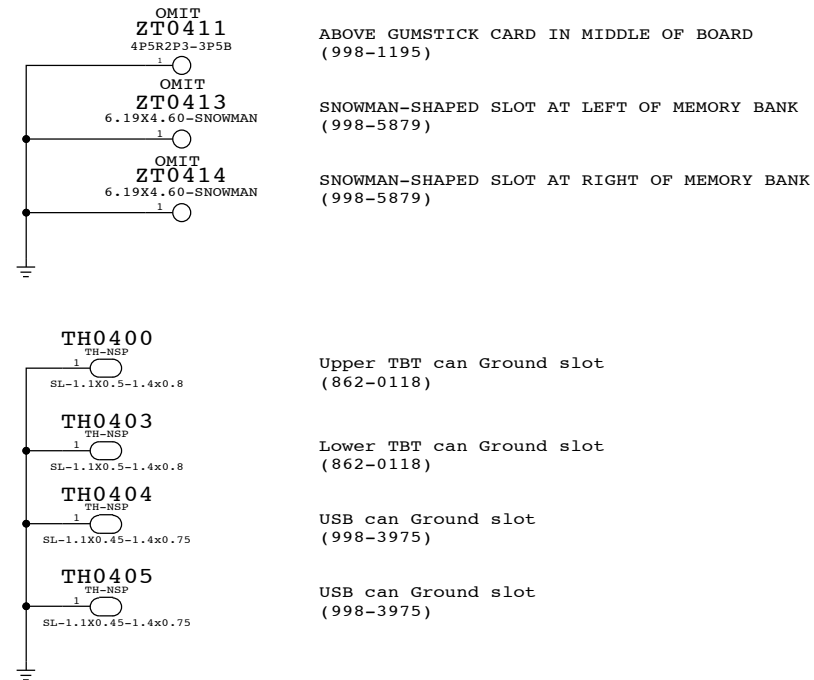 OMIT
ZT0411
4P5R2P3-3P5B
1
ABOVE GUMSTICK CARD IN MIDDLE OF BOARD
(998-1195)
OMIT
ZT0413
6.19X4.60-SNOWMAN
1
SNOWMAN-SHAPED SLOT AT LEFT OF MEMORY BANK
(998-5879)
OMIT
ZT0414
6.19X4.60-SNOWMAN
1
SNOWMAN-SHAPED SLOT AT RIGHT OF MEMORY BANK
(998-5879)
TH0400
TH-NSP
1
SL-1.1X0.5-1.4x0.8
Upper TBT can Ground slot
(862-0118)
TH0403
TH-NSP
1
SL-1.1X0.5-1.4x0.8
Lower TBT can Ground slot
(862-0118)
TH0404
TH-NSP
1
SL-1.1X0.45-1.4x0.75
USB can Ground slot
(998-3975)
TH0405
TH-NSP
1
SL-1.1X0.45-1.4x0.75
USB can Ground slot
(998-3975)